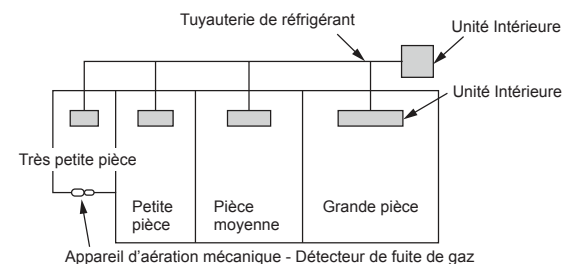 Tuyauterie de réfrigérant
Unité Intérieure
Unité Intérieure
Très petite pièce
Petite
pièce
Pièce
moyenne
Grande pièce
Appareil d'aération mécanique - Détecteur de fuite de gaz